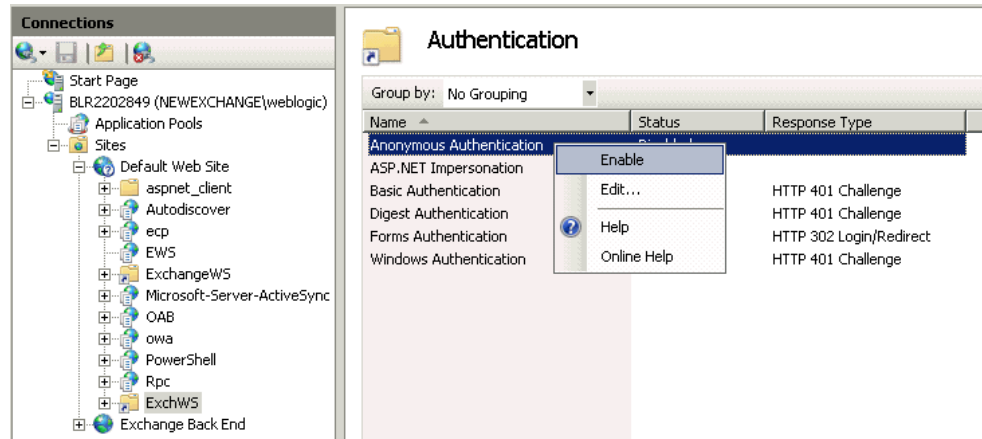 Connections
Start Page
BLR2202849 (NEWEXCHANGE\weblogic)
Application Pools
Sites
Default Web Site
aspnet_client
Autodiscover
ecp
EWS
ExchangeWS
Microsoft-Server-ActiveSync
OAB
owa
PowerShell
Rpc
ExchWS
Exchange Back End
Authentication
Group by: No Grouping
Name Status Response Type
Anonymous Authentication
ASP.NET Impersonation
Basic Authentication HTTP 401 Challenge
Digest Authentication HTTP 401 Challenge
Forms Authentication HTTP 302 Login/Redirect
Windows Authentication HTTP 401 Challenge
Enable
Edit...
Help
Online Help